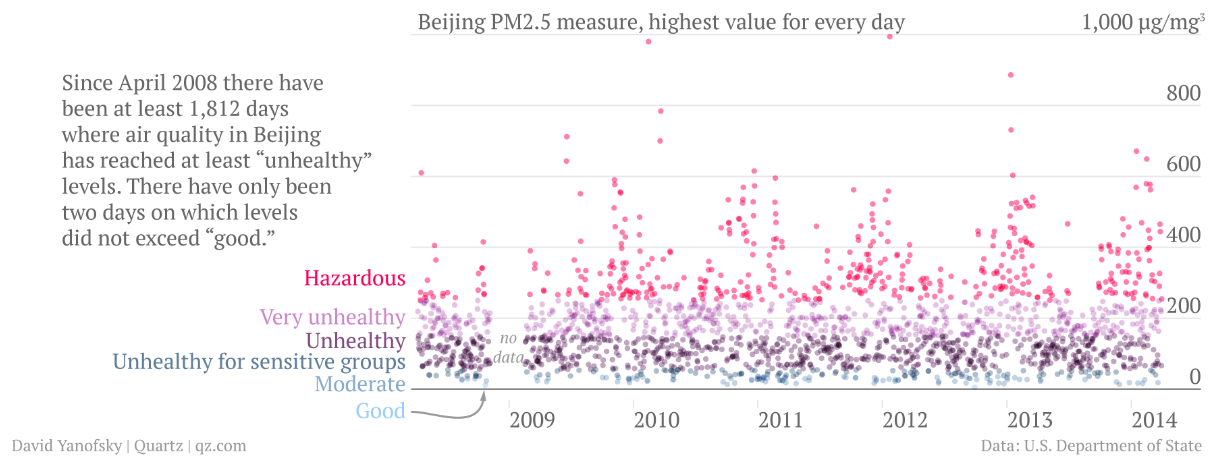 Beijing PM2.5 measure, highest value for every day
1,000 µg/mg³
Since April 2008 there have
been at least 1,812 days
where air quality in Beijing
has reached at least “unhealthy”
levels. There have only been
two days on which levels
did not exceed “good.”
800
600
400
200
0
Hazardous
Very unhealthy
Unhealthy
Unhealthy for sensitive groups
Moderate
Good
no
data
2009
2010
2011
2012
2013
2014
David Yanofsky | Quartz | qz.com
Data: U.S. Department of State